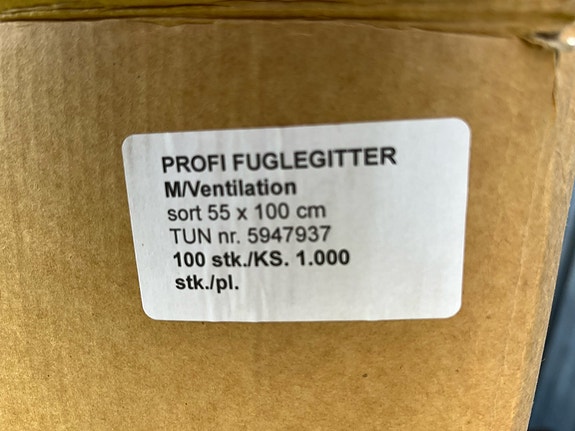 PROFI FUGLEGITTER
M/Ventilation
sort 55 x 100 cm
TUN nr. 5947937
100 stk./KS. 1.000
stk./pl.